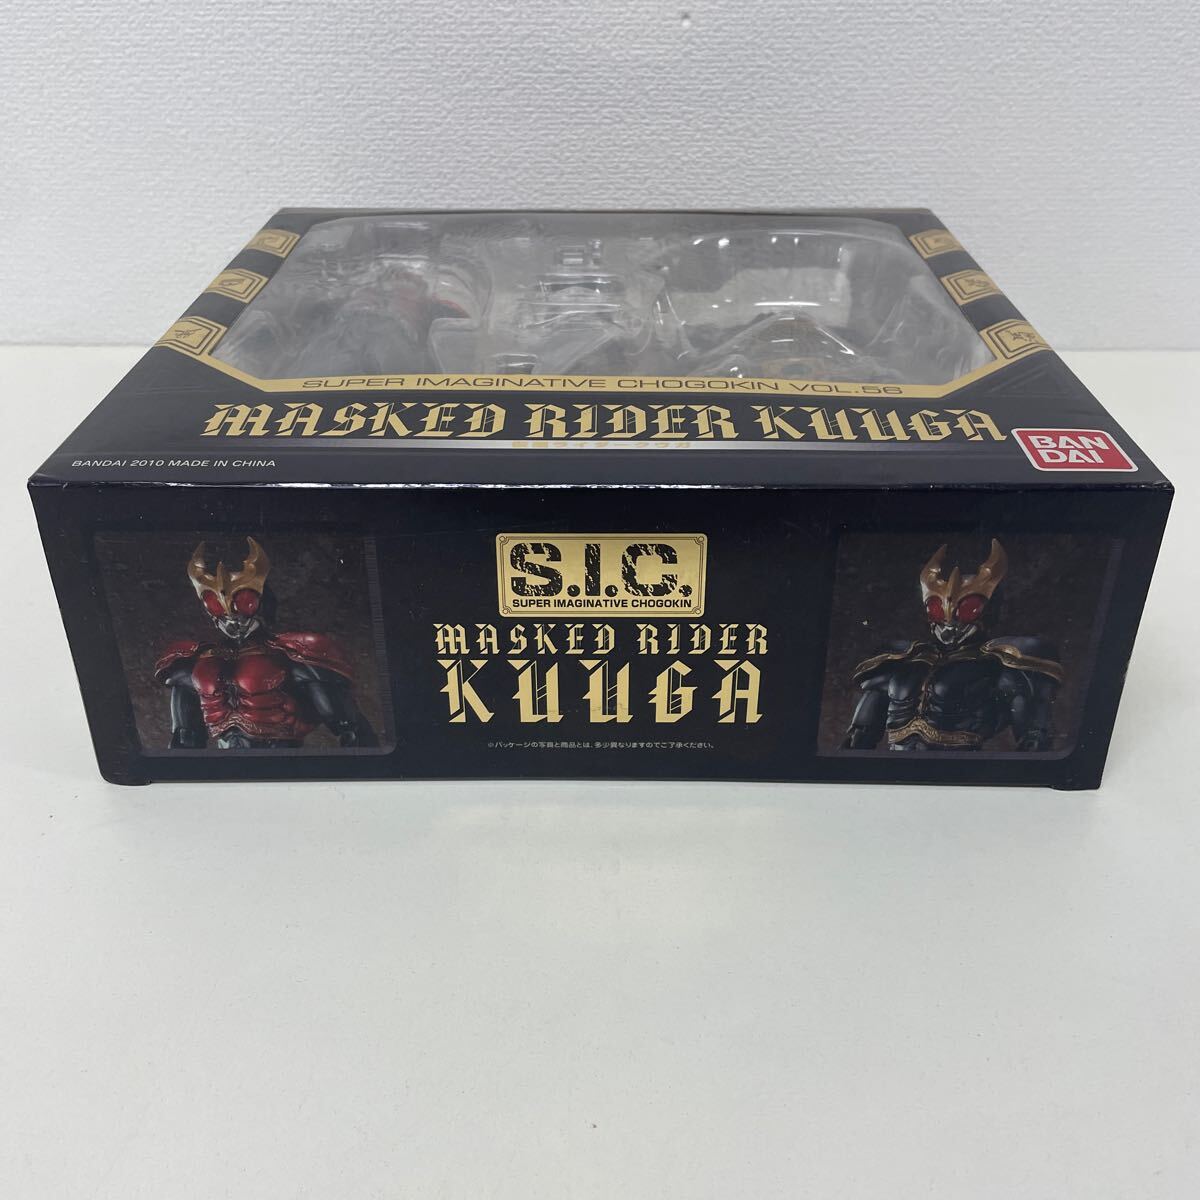 SUPER IMAGINATIVE CHOGOKIN VOL.56
MASKED RIDER KUUGA
仮面ライダークウガ
BANDAI 2010 MADE IN CHINA
BAN
DAI
S.I.C.
SUPER IMAGINATIVE CHOGOKIN
MASKED RIDER
KUUGA
※パッケージの写真と商品とは、多少異なりますのでご了承ください。